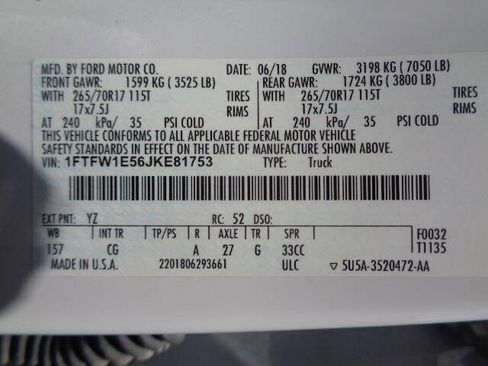 MFD. BY FORD MOTOR CO. DATE: 06/18 GVWR: 3198 KG ( 7050 LB)
FRONT GAWR: 1599 KG ( 3525 LB) REAR GAWR: 1724 KG ( 3800 LB)
WITH 265/70R17 115T TIRES WITH 265/70R17 115T TIRES
17x7.5J RIMS 17x7.5J RIMS
AT 240 kPa/ 35 PSI COLD AT 240 kPa/ 35 PSI COLD
THIS VEHICLE CONFORMS TO ALL APPLICABLE FEDERAL MOTOR VEHICLE
SAFETY STANDARDS IN EFFECT ON THE DATE OF MANUFACTURE SHOWN ABOVE.
VIN: 1FTFW1E56JKE81753 TYPE: Truck
EXT PNT: YZ RC: 52 DSO:
WB INT TR TP/PS R AXLE TR SPR F0032
157 CG A 27 G 33CC T1135
MADE IN U.S.A. 2201806293661 ULC ▽ 5U5A-3520472-AA